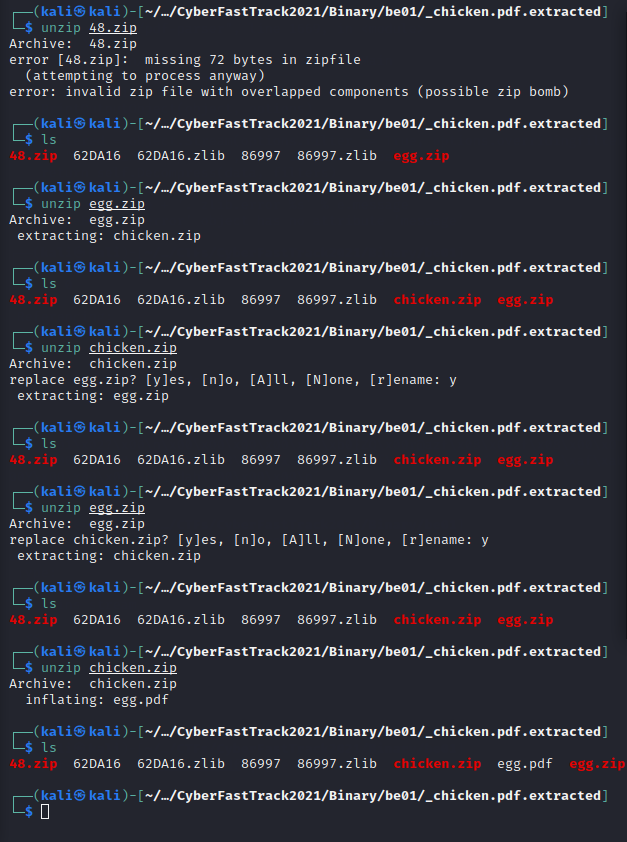 ┌──(kali㉿kali)-[~/…/CyberFastTrack2021/Binary/be01/_chicken.pdf.extracted]
└─$ unzip 48.zip
Archive:  48.zip
error [48.zip]:  missing 72 bytes in zipfile
  (attempting to process anyway)
error: invalid zip file with overlapped components (possible zip bomb)

┌──(kali㉿kali)-[~/…/CyberFastTrack2021/Binary/be01/_chicken.pdf.extracted]
└─$ ls
48.zip  62DA16  62DA16.zlib  86997  86997.zlib  egg.zip

┌──(kali㉿kali)-[~/…/CyberFastTrack2021/Binary/be01/_chicken.pdf.extracted]
└─$ unzip egg.zip
Archive:  egg.zip
 extracting: chicken.zip

┌──(kali㉿kali)-[~/…/CyberFastTrack2021/Binary/be01/_chicken.pdf.extracted]
└─$ ls
48.zip  62DA16  62DA16.zlib  86997  86997.zlib  chicken.zip  egg.zip

┌──(kali㉿kali)-[~/…/CyberFastTrack2021/Binary/be01/_chicken.pdf.extracted]
└─$ unzip chicken.zip
Archive:  chicken.zip
replace egg.zip? [y]es, [n]o, [A]ll, [N]one, [r]ename: y
 extracting: egg.zip

┌──(kali㉿kali)-[~/…/CyberFastTrack2021/Binary/be01/_chicken.pdf.extracted]
└─$ ls
48.zip  62DA16  62DA16.zlib  86997  86997.zlib  chicken.zip  egg.zip

┌──(kali㉿kali)-[~/…/CyberFastTrack2021/Binary/be01/_chicken.pdf.extracted]
└─$ unzip egg.zip
Archive:  egg.zip
replace chicken.zip? [y]es, [n]o, [A]ll, [N]one, [r]ename: y
 extracting: chicken.zip

┌──(kali㉿kali)-[~/…/CyberFastTrack2021/Binary/be01/_chicken.pdf.extracted]
└─$ ls
48.zip  62DA16  62DA16.zlib  86997  86997.zlib  chicken.zip  egg.zip

┌──(kali㉿kali)-[~/…/CyberFastTrack2021/Binary/be01/_chicken.pdf.extracted]
└─$ unzip chicken.zip
Archive:  chicken.zip
  inflating: egg.pdf

┌──(kali㉿kali)-[~/…/CyberFastTrack2021/Binary/be01/_chicken.pdf.extracted]
└─$ ls
48.zip  62DA16  62DA16.zlib  86997  86997.zlib  chicken.zip  egg.pdf  egg.zip

┌──(kali㉿kali)-[~/…/CyberFastTrack2021/Binary/be01/_chicken.pdf.extracted]
└─$